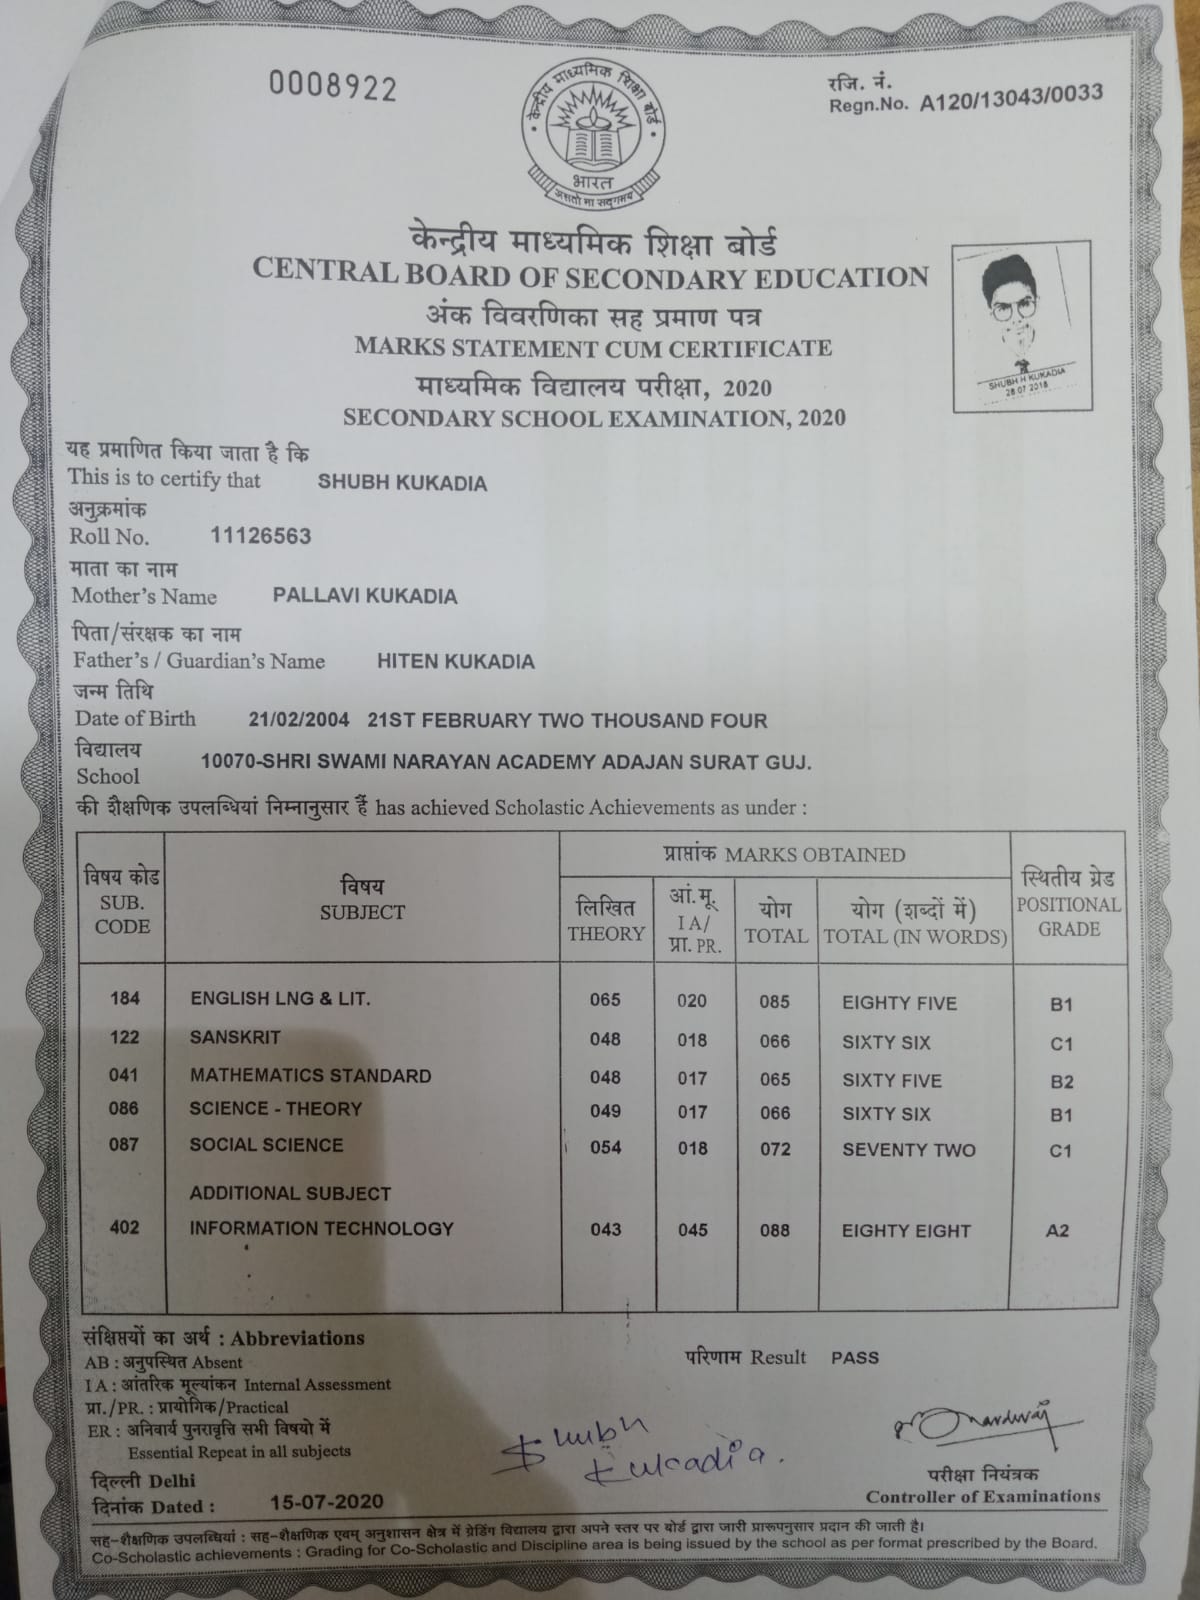 0008922
केन्द्रीय माध्यमिक शिक्षा बोर्ड
भारत
असतो मा सद्गमय
रजि. नं.
Regn.No. A120/13043/0033
केन्द्रीय माध्यमिक शिक्षा बोर्ड
CENTRAL BOARD OF SECONDARY EDUCATION
अंक विवरणिका सह प्रमाण पत्र
MARKS STATEMENT CUM CERTIFICATE
माध्यमिक विद्यालय परीक्षा, 2020
SECONDARY SCHOOL EXAMINATION, 2020
SHUBH H KUKADIA
28.07.2018
यह प्रमाणित किया जाता है कि
This is to certify that SHUBH KUKADIA
अनुक्रमांक
Roll No. 11126563
माता का नाम
Mother's Name PALLAVI KUKADIA
पिता/संरक्षक का नाम
Father's / Guardian's Name HITEN KUKADIA
जन्म तिथि
Date of Birth 21/02/2004 21ST FEBRUARY TWO THOUSAND FOUR
विद्यालय
School 10070-SHRI SWAMI NARAYAN ACADEMY ADAJAN SURAT GUJ.
की शैक्षणिक उपलब्धियां निम्नानुसार हैं has achieved Scholastic Achievements as under :
विषय कोड
SUB.
CODE
विषय
SUBJECT
प्राप्तांक MARKS OBTAINED
लिखित
THEORY
आं.मू.
I A/
प्रा. PR.
योग
TOTAL
योग (शब्दों में)
TOTAL (IN WORDS)
स्थितीय ग्रेड
POSITIONAL
GRADE
184 ENGLISH LNG & LIT. 065 020 085 EIGHTY FIVE B1
122 SANSKRIT 048 018 066 SIXTY SIX C1
041 MATHEMATICS STANDARD 048 017 065 SIXTY FIVE B2
086 SCIENCE - THEORY 049 017 066 SIXTY SIX B1
087 SOCIAL SCIENCE 054 018 072 SEVENTY TWO C1
ADDITIONAL SUBJECT
402 INFORMATION TECHNOLOGY 043 045 088 EIGHTY EIGHT A2
संक्षिप्तियों का अर्थ : Abbreviations
AB : अनुपस्थित Absent
I A : आंतरिक मूल्यांकन Internal Assessment
प्रा./PR. : प्रायोगिक/Practical
ER : अनिवार्य पुनरावृत्ति सभी विषयो में
Essential Repeat in all subjects
परिणाम Result PASS
Shubh
Kukadia.
दिल्ली Delhi
दिनांक Dated : 15-07-2020
परीक्षा नियंत्रक
Controller of Examinations
सह-शैक्षणिक उपलब्धियां : सह-शैक्षणिक एवम् अनुशासन क्षेत्र में ग्रेडिंग विद्यालय द्वारा अपने स्तर पर बोर्ड द्वारा जारी प्रारूपनुसार प्रदान की जाती है।
Co-Scholastic achievements : Grading for Co-Scholastic and Discipline area is being issued by the school as per format prescribed by the Board.